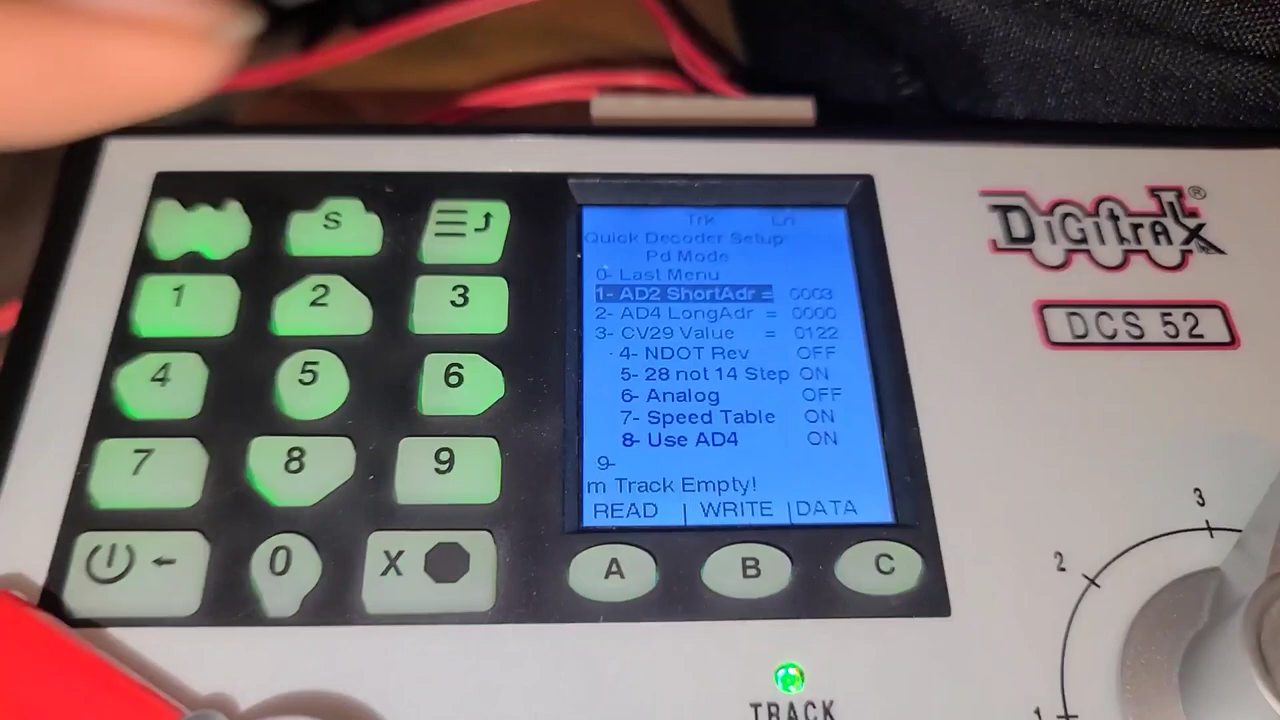 S
1
2
3
4
5
6
7
8
9
0
X
Trk Ln
Quick Decoder Setup
Pd Mode
0- Last Menu
1- AD2 ShortAdr = 0003
2- AD4 LongAdr = 0000
3- CV29 Value = 0122
4- NDOT Rev OFF
5- 28 not 14 Step ON
6- Analog OFF
7- Speed Table ON
8- Use AD4 ON
9-
m Track Empty!
READ | WRITE | DATA
A B C
DIGITRAX ®
DCS 52
3
2
1
TRACK